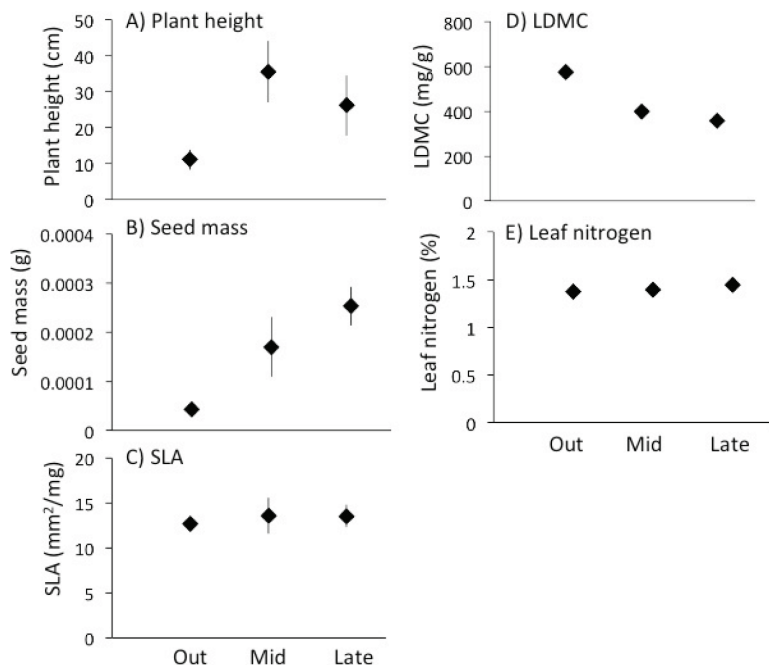 A) Plant height
Plant height (cm)
50
40
30
20
10
0
B) Seed mass
Seed mass (g)
0.0004
0.0003
0.0002
0.0001
0
C) SLA
SLA (mm²/mg)
20
15
10
5
0
Out Mid Late
D) LDMC
LDMC (mg/g)
800
600
400
200
0
E) Leaf nitrogen
Leaf nitrogen (%)
2
1.5
1
0.5
0
Out Mid Late